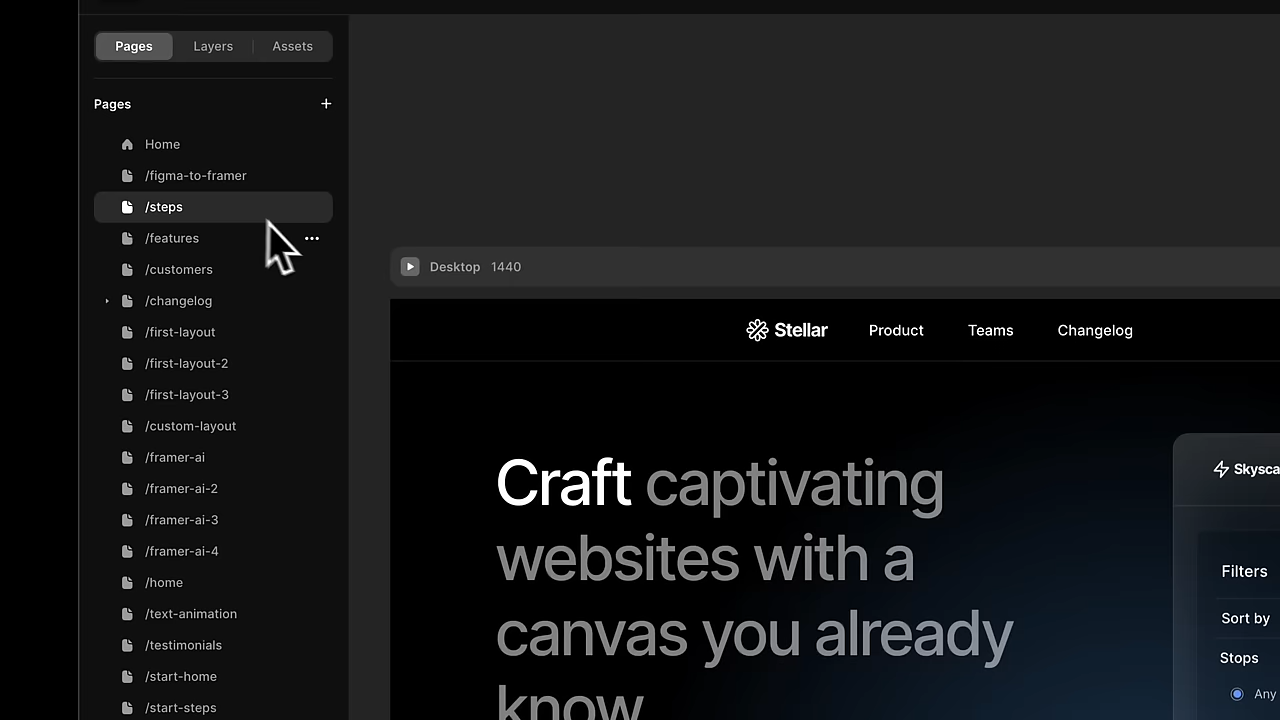 Pages
Layers
Assets
Pages
Home
/figma-to-framer
/steps
/features
/customers
/changelog
/first-layout
/first-layout-2
/first-layout-3
/custom-layout
/framer-ai
/framer-ai-2
/framer-ai-3
/framer-ai-4
/home
/text-animation
/testimonials
/start-home
/start-steps
Desktop 1440
Stellar
Product
Teams
Changelog
Craft captivating
websites with a
canvas you already
know
Skysca
Filters
Sort by
Stops
Any